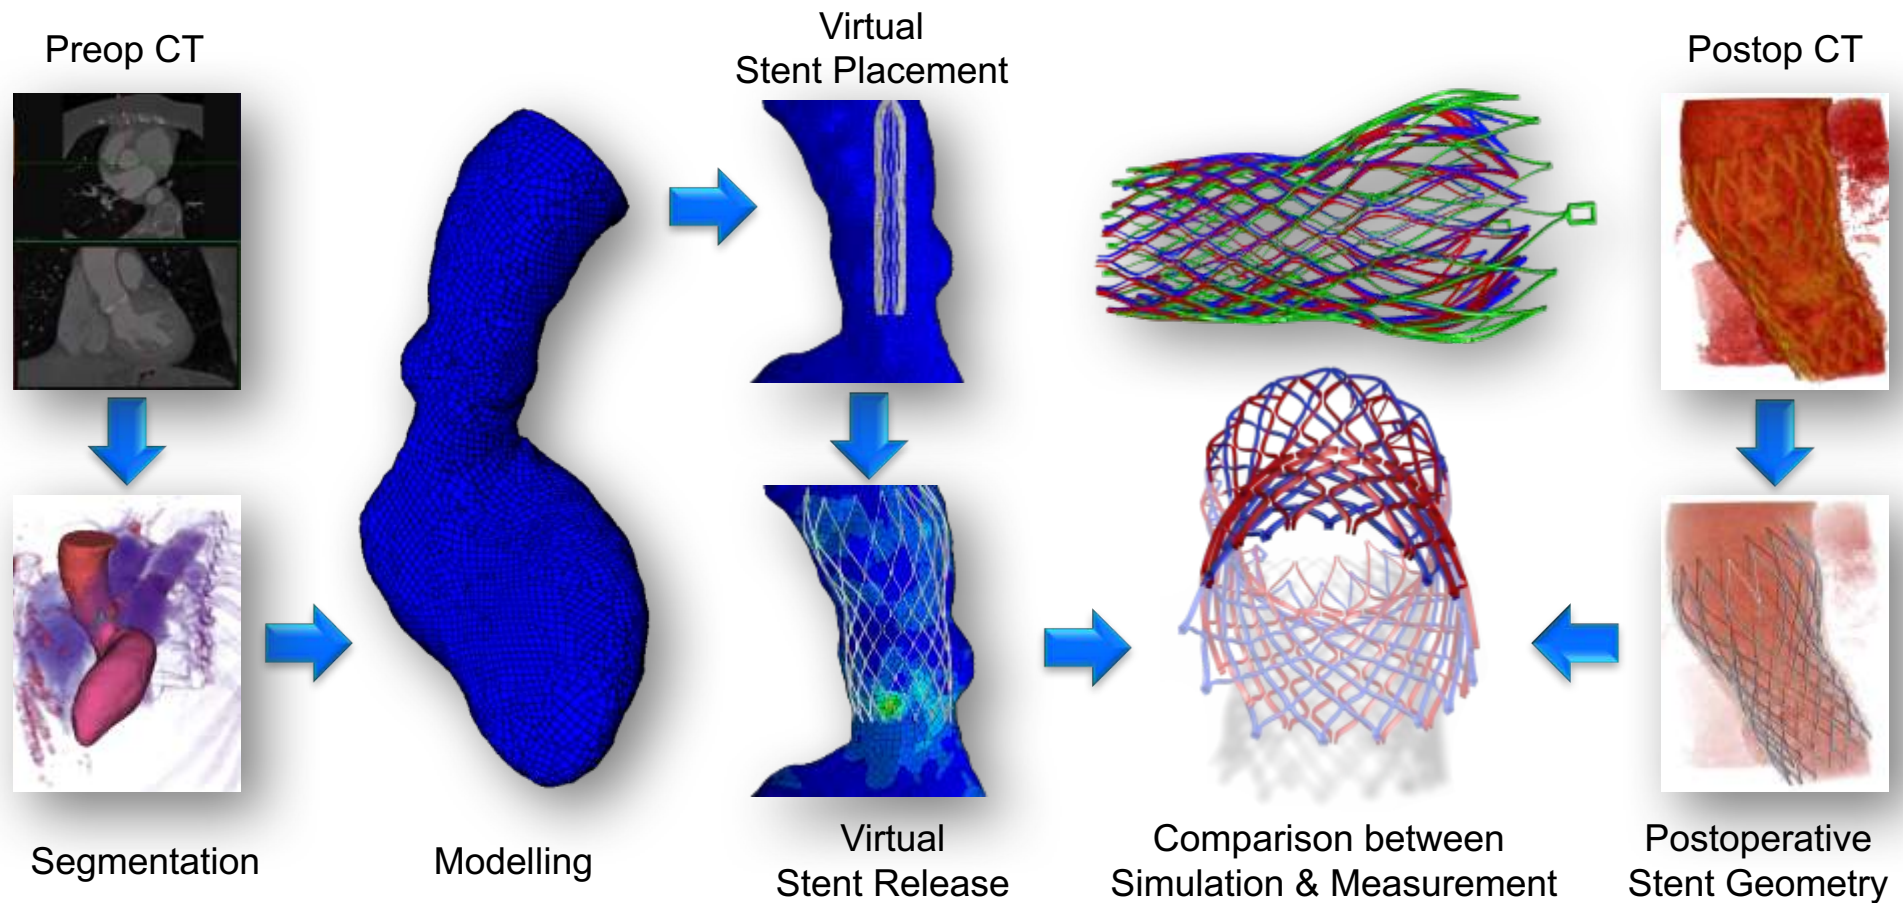 Preop CT
Virtual
Stent Placement
Postop CT
Segmentation
Modelling
Virtual
Stent Release
Comparison between
Simulation & Measurement
Postoperative
Stent Geometry